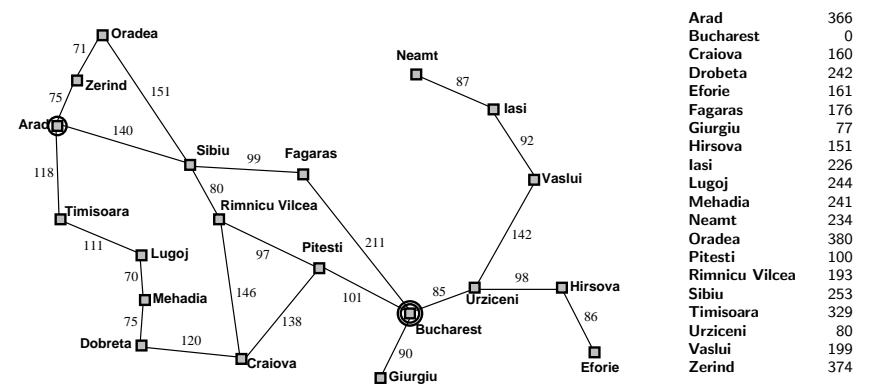 Oradea
71
Neamt
Zerind
87
151
75
Iasi
Arad
140
92
Sibiu
Fagaras
99
118
Vaslui
80
Rimnicu Vilcea
Timisoara
142
111
211
Lugoj
Pitesti
97
70
98
Hirsova
146
101
85
Urziceni
Mehadia
138
86
75
Bucharest
Dobreta
120
90
Craiova
Eforie
Giurgiu
Arad 366
Bucharest 0
Craiova 160
Drobeta 242
Eforie 161
Fagaras 176
Giurgiu 77
Hirsova 151
Iasi 226
Lugoj 244
Mehadia 241
Neamt 234
Oradea 380
Pitesti 100
Rimnicu Vilcea 193
Sibiu 253
Timisoara 329
Urziceni 80
Vaslui 199
Zerind 374